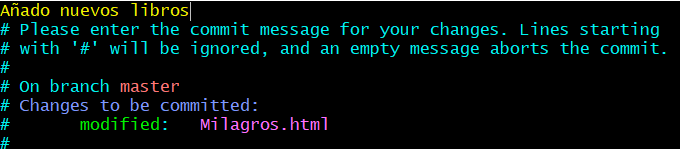 Añado nuevos libros
# Please enter the commit message for your changes. Lines starting
# with '#' will be ignored, and an empty message aborts the commit.
#
# On branch master
# Changes to be committed:
#       modified:   Milagros.html
#